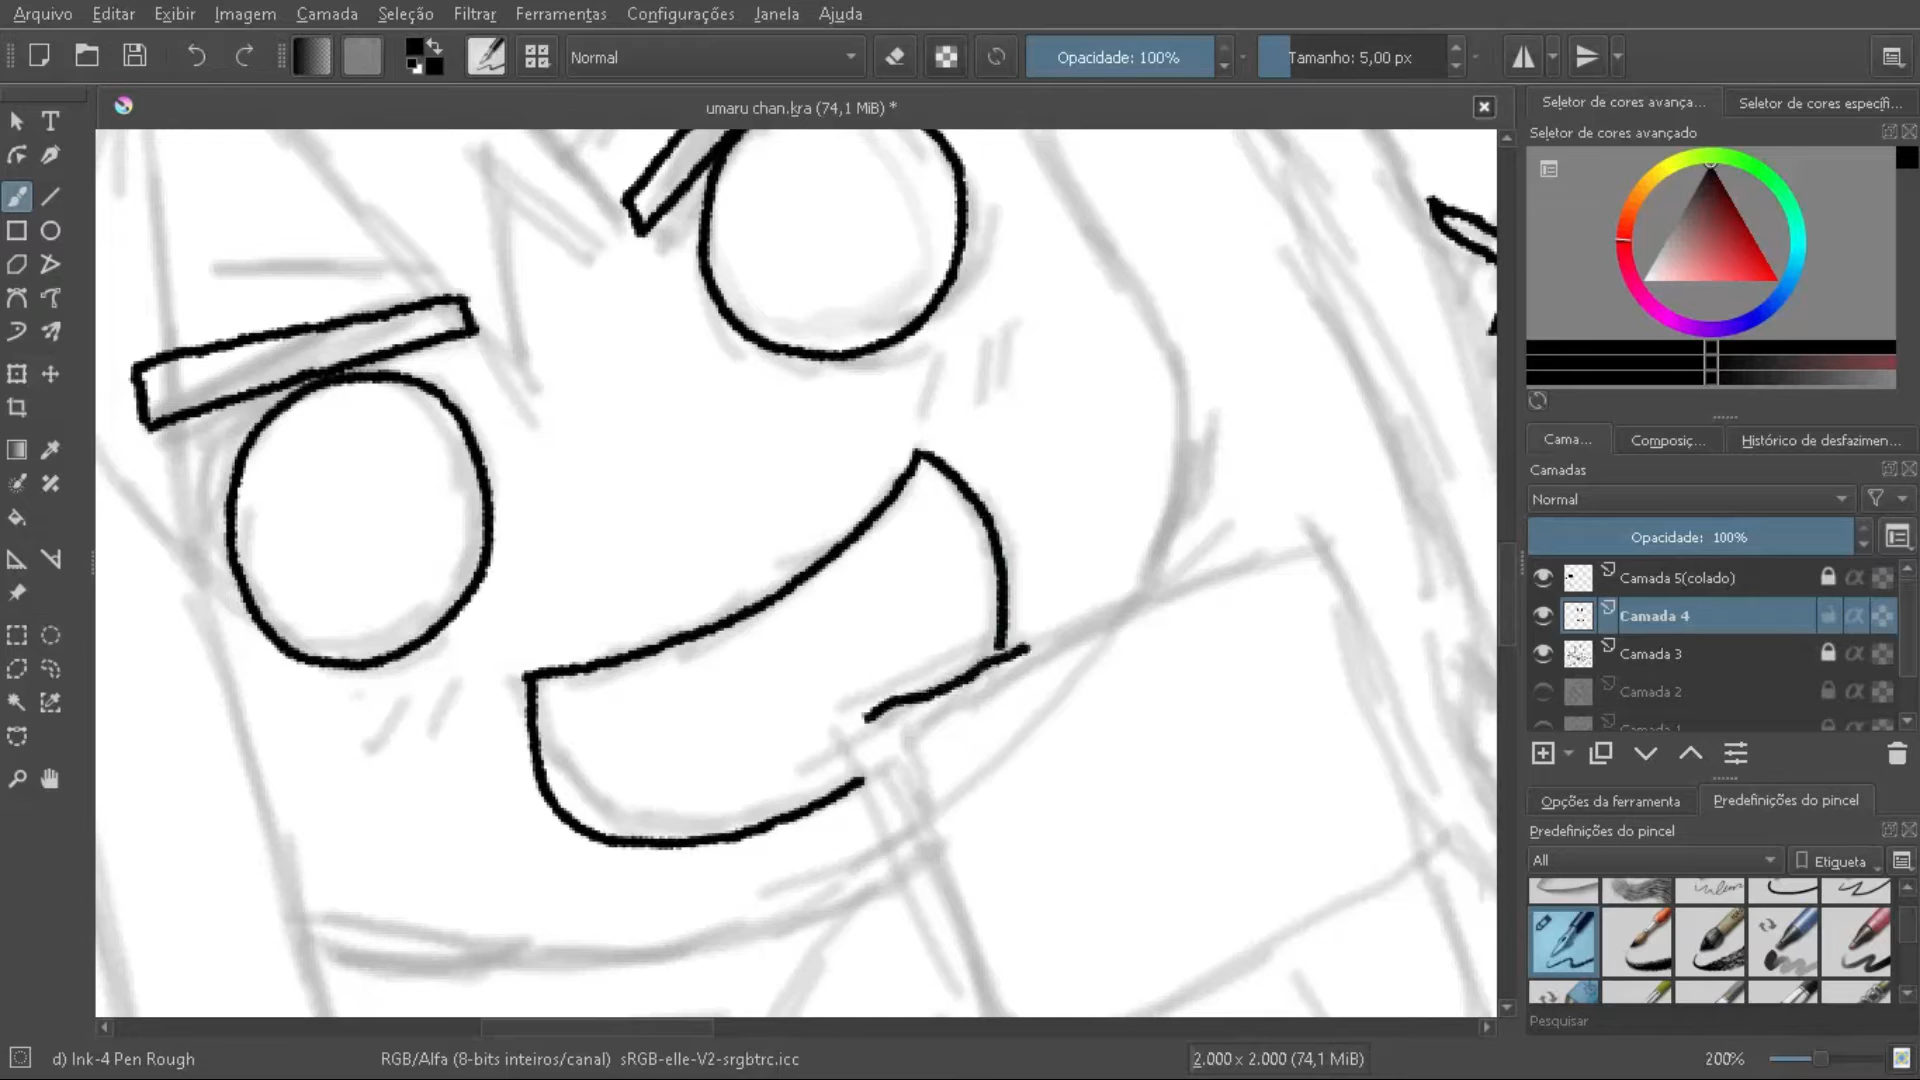 Arquivo Editar Exibir Imagem Camada Seleção Filtrar Ferramentas Configurações Janela Ajuda
Normal Opacidade: 100% Tamanho: 5,00 px
umaru chan.kra (74,1 MiB) *
Seletor de cores avança... Seletor de cores específi...
Seletor de cores avançado
Cama... Composiç... Histórico de desfazimen...
Camadas
Normal
Opacidade: 100%
Camada 5(colado)
Camada 4
Camada 3
Camada 2
Camada 1
Opções da ferramenta Predefinições do pincel
Predefinições do pincel
All Etiqueta
Pesquisar
d) Ink-4 Pen Rough RGB/Alfa (8-bits inteiros/canal) sRGB-elle-V2-srgbtrc.icc 2.000 x 2.000 (74,1 MiB) 200%